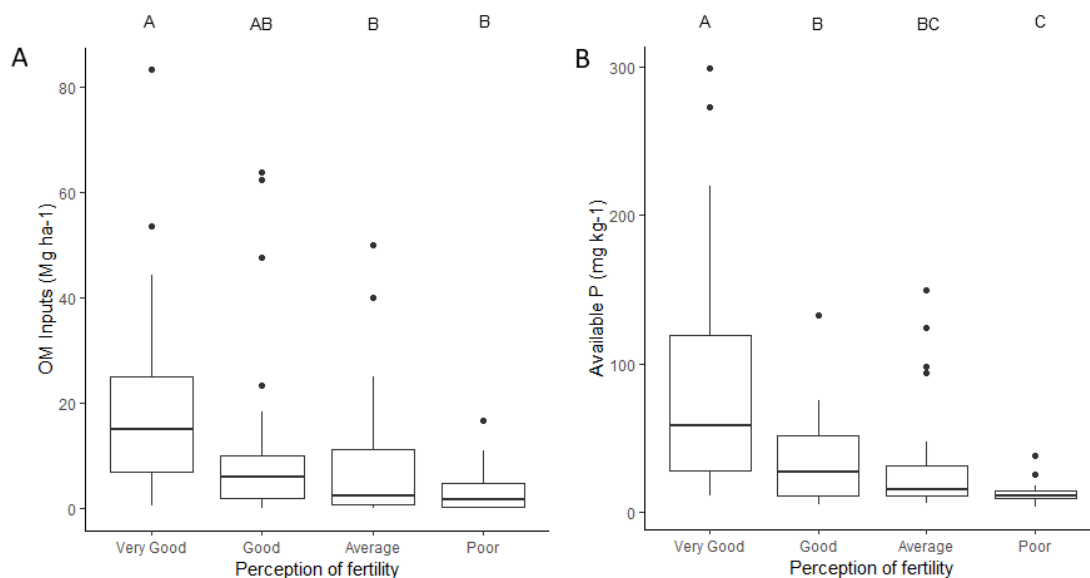 A AB B B
A
OM Inputs (Mg ha-1)
80
60
40
20
0
Very Good Good Average Poor
Perception of fertility
A B BC C
B
Available P (mg kg-1)
300
200
100
0
Very Good Good Average Poor
Perception of fertility